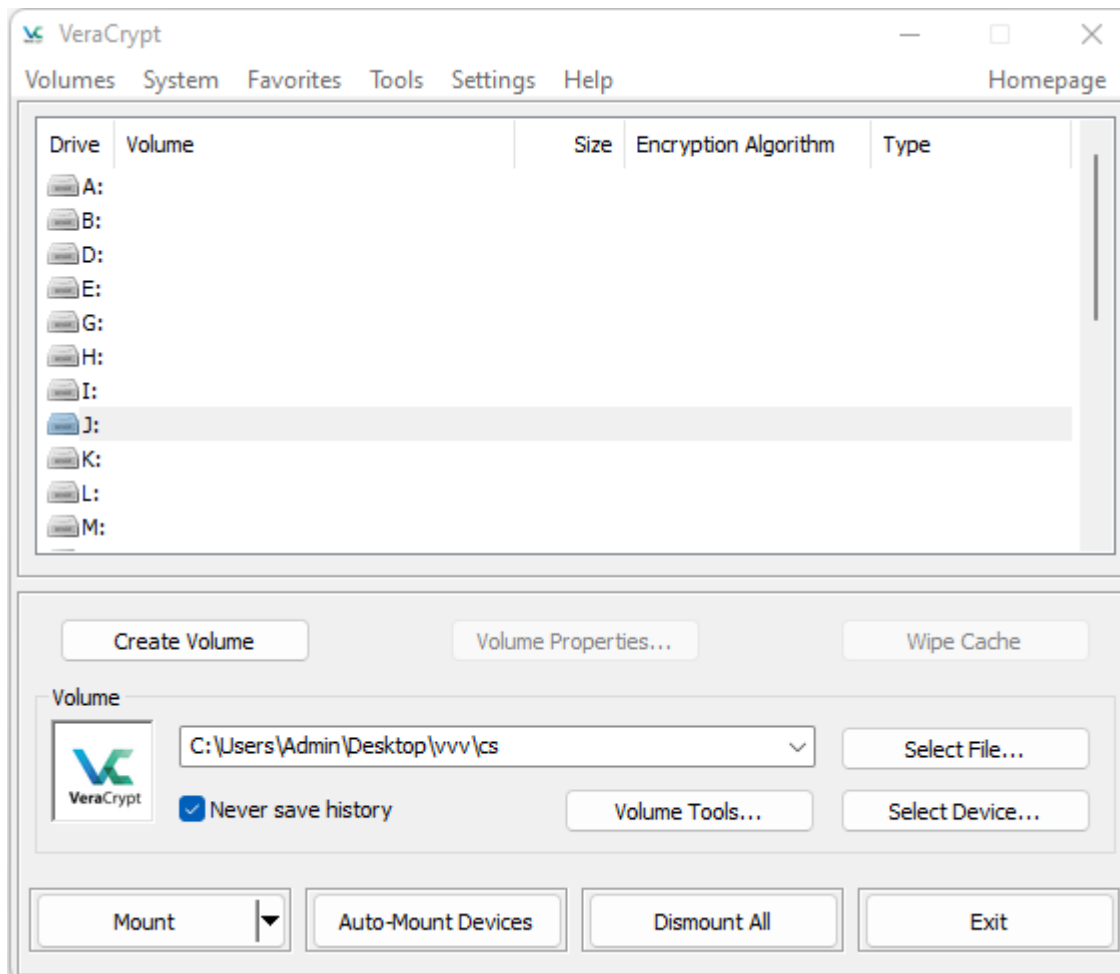 VeraCrypt
Volumes System Favorites Tools Settings Help Homepage
Drive Volume Size Encryption Algorithm Type
A:
B:
D:
E:
G:
H:
I:
J:
K:
L:
M:
Create Volume Volume Properties... Wipe Cache
Volume
C:\Users\Admin\Desktop\vvv\cs Select File...
VeraCrypt
Never save history Volume Tools... Select Device...
Mount Auto-Mount Devices Dismount All Exit